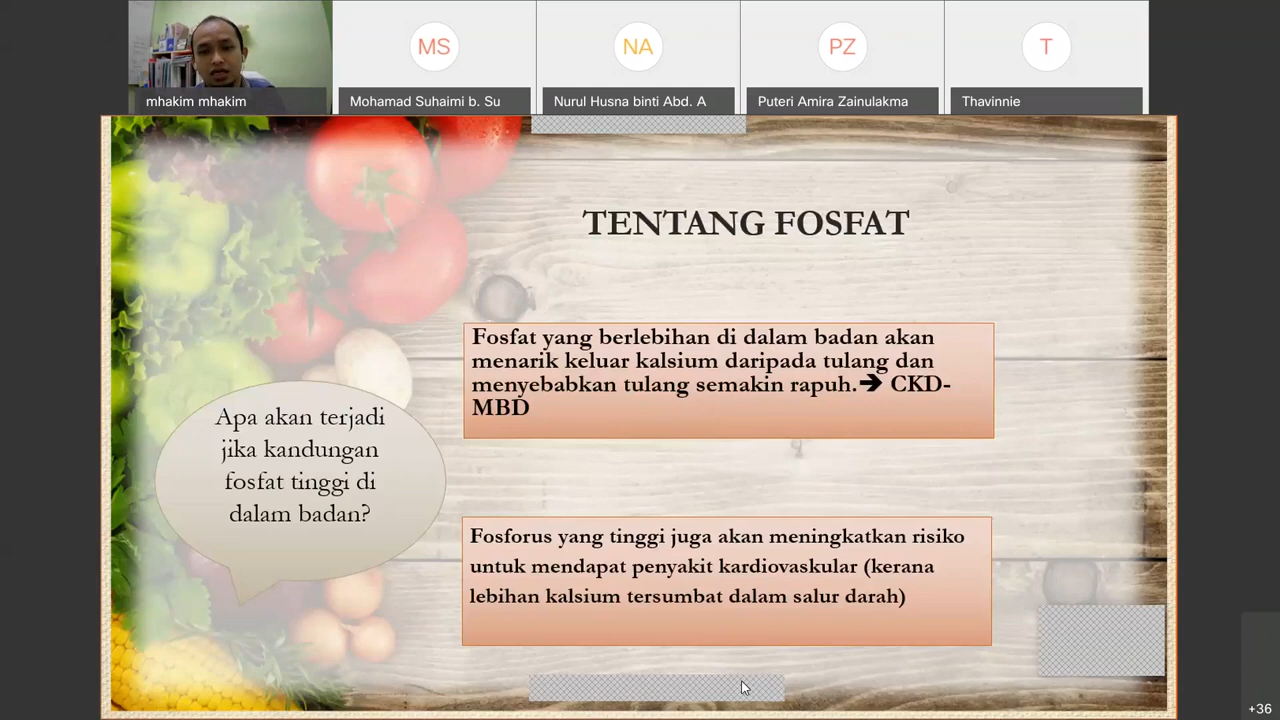 MS
NA
PZ
T
mhakim mhakim
Mohamad Suhaimi b. Su
Nurul Husna binti Abd. A
Puteri Amira Zainulakma
Thavinnie
TENTANG FOSFAT
Fosfat yang berlebihan di dalam badan akan
menarik keluar kalsium daripada tulang dan
menyebabkan tulang semakin rapuh.🡺 CKD-
MBD
Apa akan terjadi
jika kandungan
fosfat tinggi di
dalam badan?
Fosforus yang tinggi juga akan meningkatkan risiko
untuk mendapat penyakit kardiovaskular (kerana
lebihan kalsium tersumbat dalam salur darah)
+36